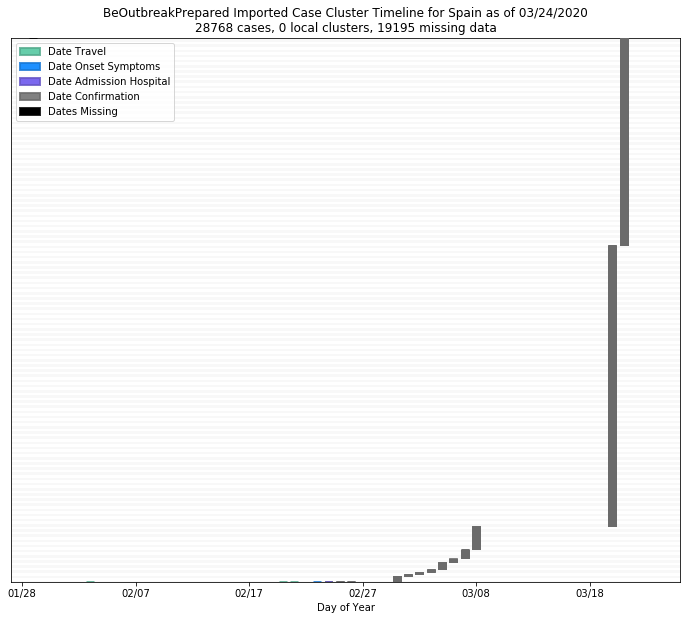 BeOutbreakPrepared Imported Case Cluster Timeline for Spain as of 03/24/2020
28768 cases, 0 local clusters, 19195 missing data
Date Travel
Date Onset Symptoms
Date Admission Hospital
Date Confirmation
Dates Missing
01/28 02/07 02/17 02/27 03/08 03/18
Day of Year